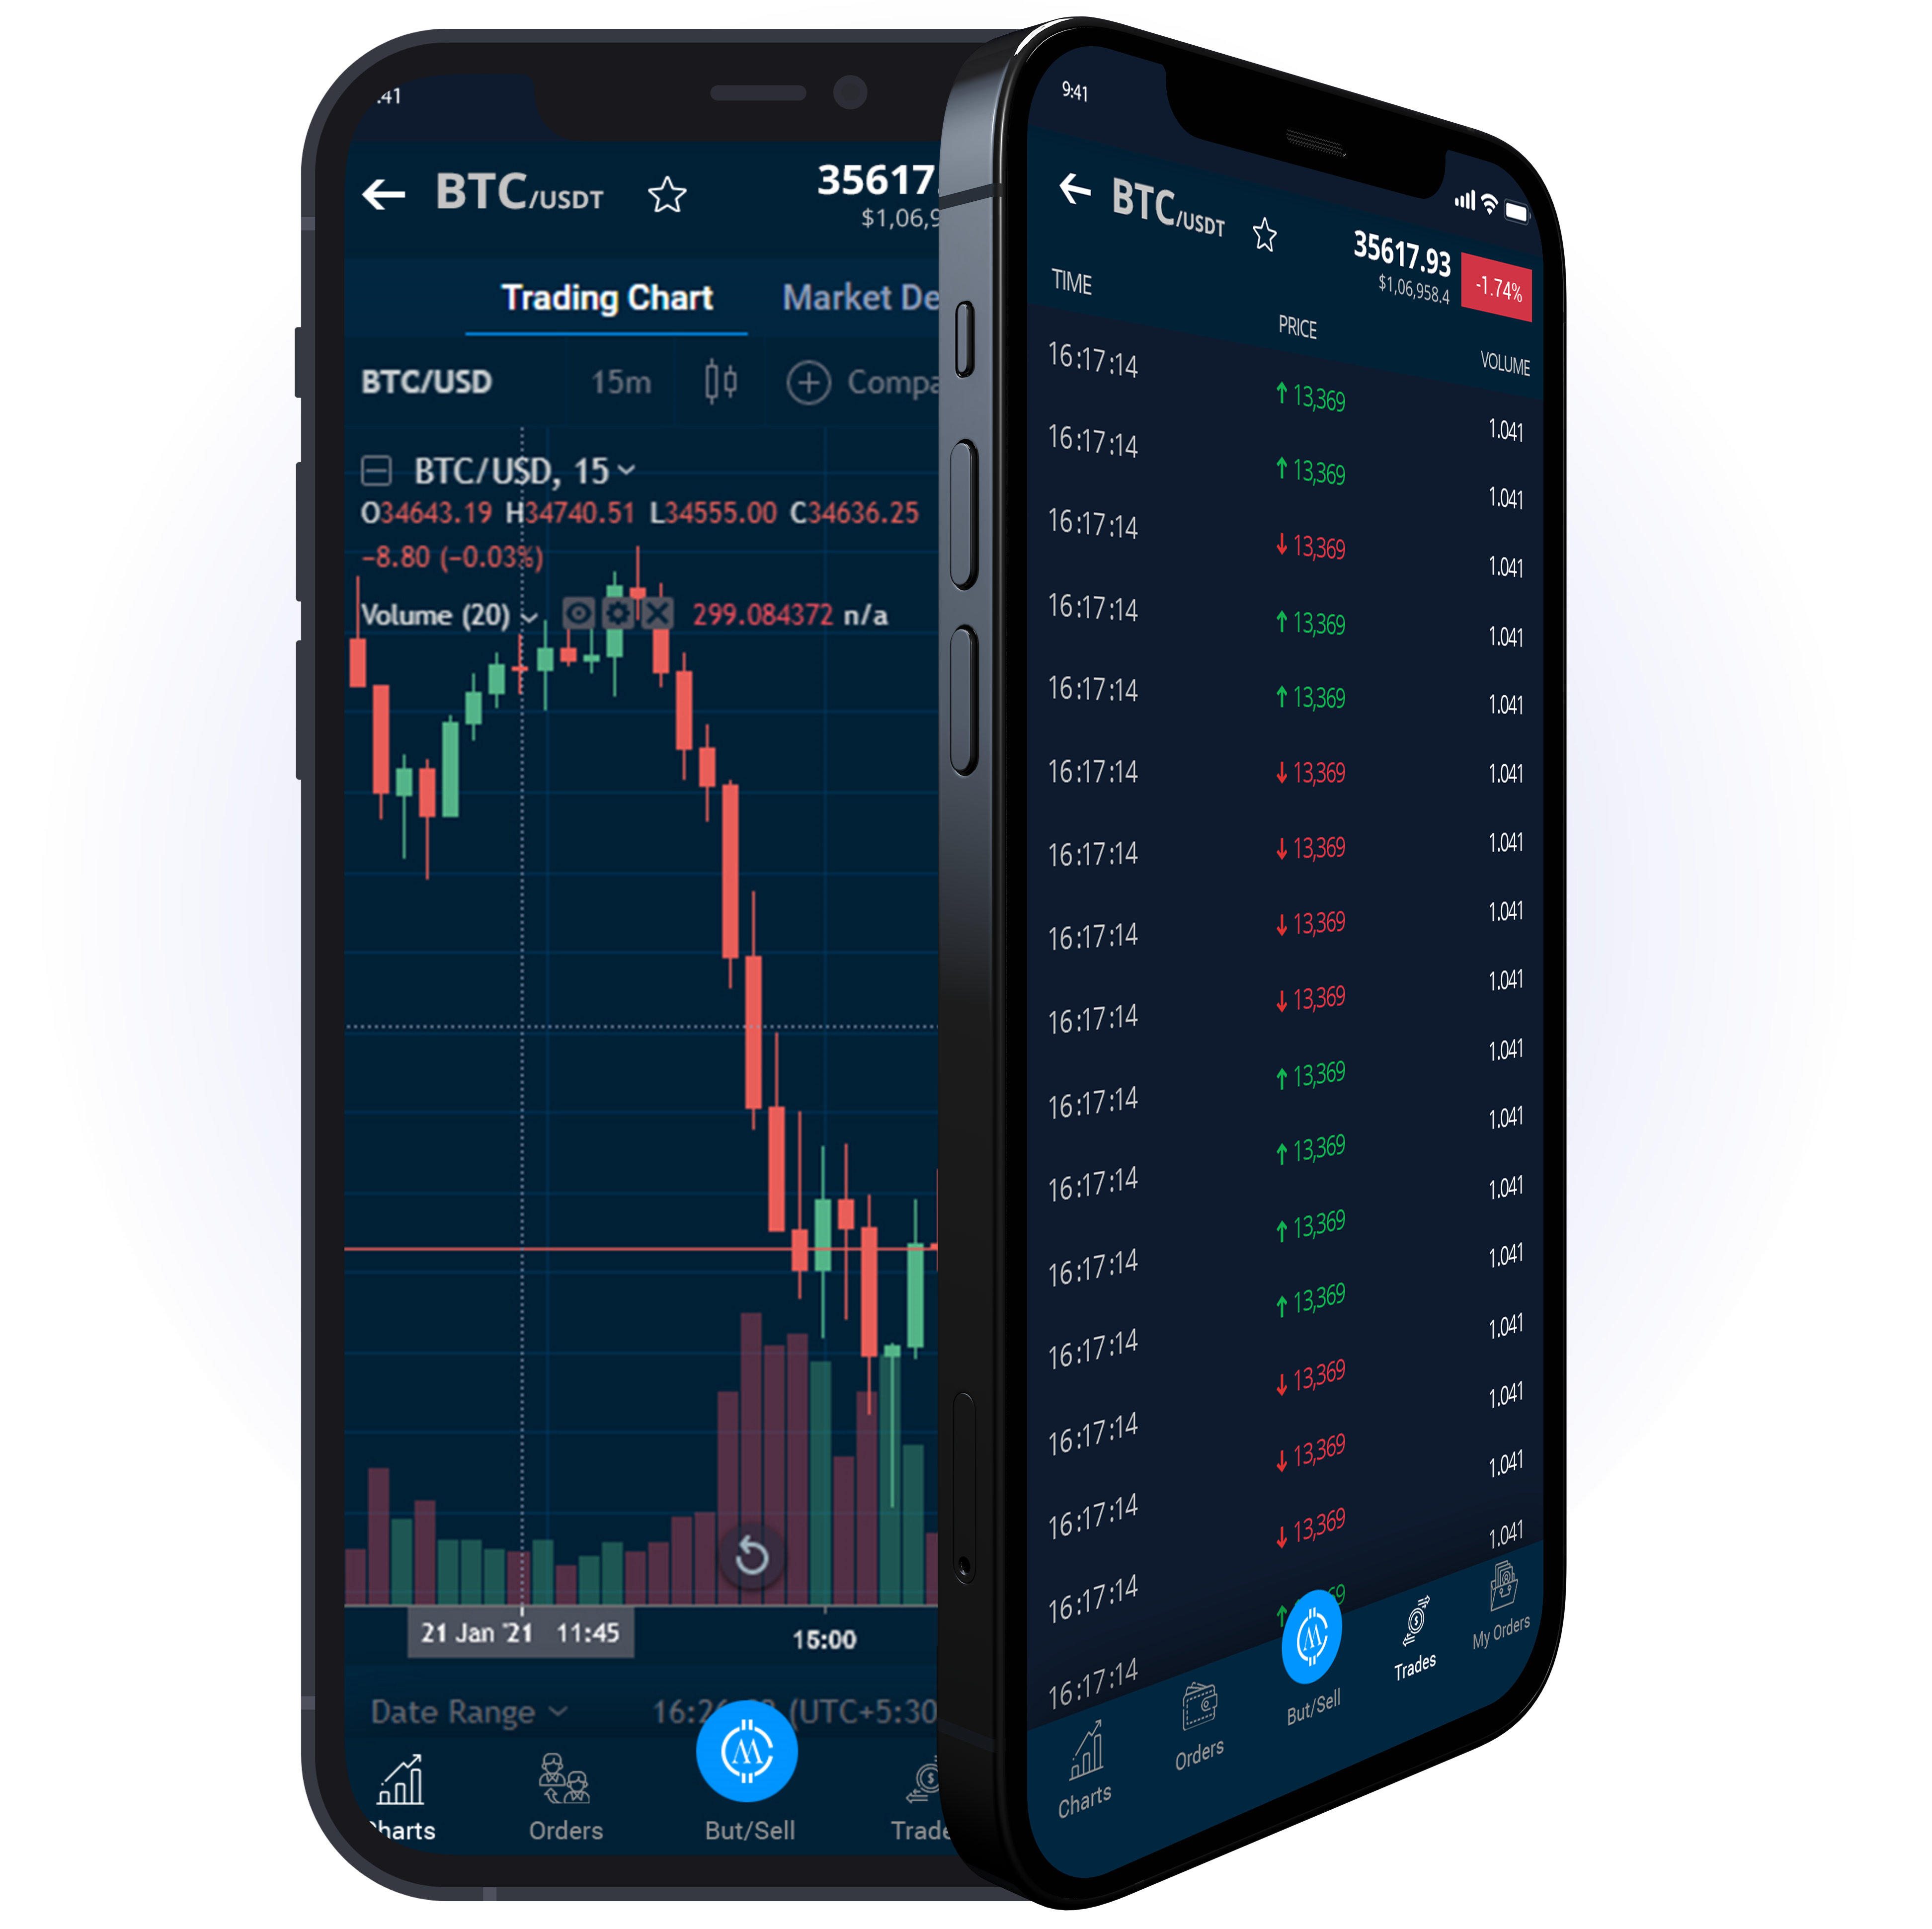 .41
BTC/USDT
35617.
$1,06,9
Trading Chart
Market De
BTC/USD
15m
Compa
BTC/USD, 15
O34643.19 H34740.51 L34555.00 C34636.25
−8.80 (−0.03%)
Volume (20)
299.084372 n/a
21 Jan '21 11:45
15:00
Date Range
(UTC+5:30
harts
Orders
But/Sell
Trade
9:41
BTC/USDT
35617.93
$1,06,958.4
-1.74%
TIME
PRICE
VOLUME
16:17:14 ↑ 13,369 1.041
16:17:14 ↑ 13,369 1.041
16:17:14 ↓ 13,369 1.041
16:17:14 ↑ 13,369 1.041
16:17:14 ↑ 13,369 1.041
16:17:14 ↓ 13,369 1.041
16:17:14 ↓ 13,369 1.041
16:17:14 ↓ 13,369 1.041
16:17:14 ↓ 13,369 1.041
16:17:14 ↑ 13,369 1.041
16:17:14 ↑ 13,369 1.041
16:17:14 ↑ 13,369 1.041
16:17:14 ↑ 13,369 1.041
16:17:14 ↓ 13,369 1.041
16:17:14 ↓ 13,369 1.041
16:17:14 ↓ 13,369 1.041
16:17:14 ↑ 1.041
Charts
Orders
But/Sell
Trades
My Orders